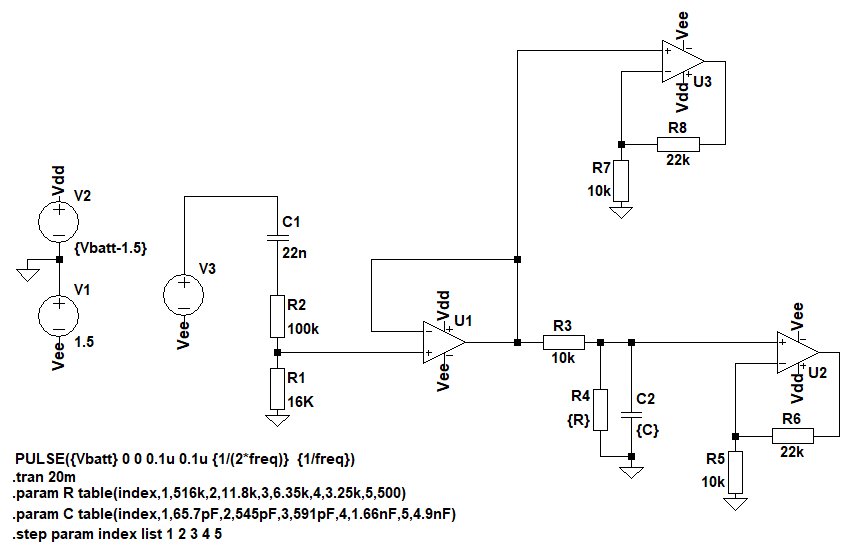 Vee
+
−
U3
Vdd
R8
22k
R7
10k
Vdd
V2
+
−
{Vbatt-1.5}
V1
+
−
1.5
Vee
C1
22n
V3
+
−
Vee
R2
100k
R1
16K
Vdd
U1
−
+
Vee
R3
10k
R4
{R}
C2
{C}
Vee
+
−
U2
Vdd
R6
22k
R5
10k
PULSE({Vbatt} 0 0 0.1u 0.1u {1/(2*freq)} {1/freq})
.tran 20m
.param R table(index,1,516k,2,11.8k,3,6.35k,4,3.25k,5,500)
.param C table(index,1,65.7pF,2,545pF,3,591pF,4,1.66nF,5,4.9nF)
.step param index list 1 2 3 4 5